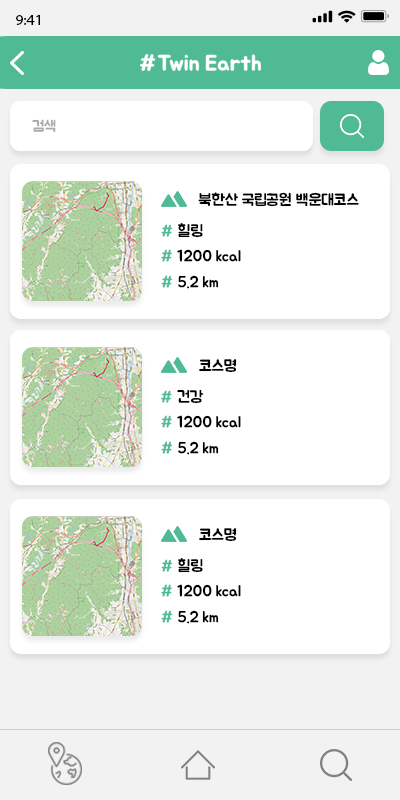 9:41
#Twin Earth
검색
북한산 국립공원 백운대코스
# 힐링
# 1200 kcal
# 5.2 km
코스명
# 건강
# 1200 kcal
# 5.2 km
코스명
# 힐링
# 1200 kcal
# 5.2 km